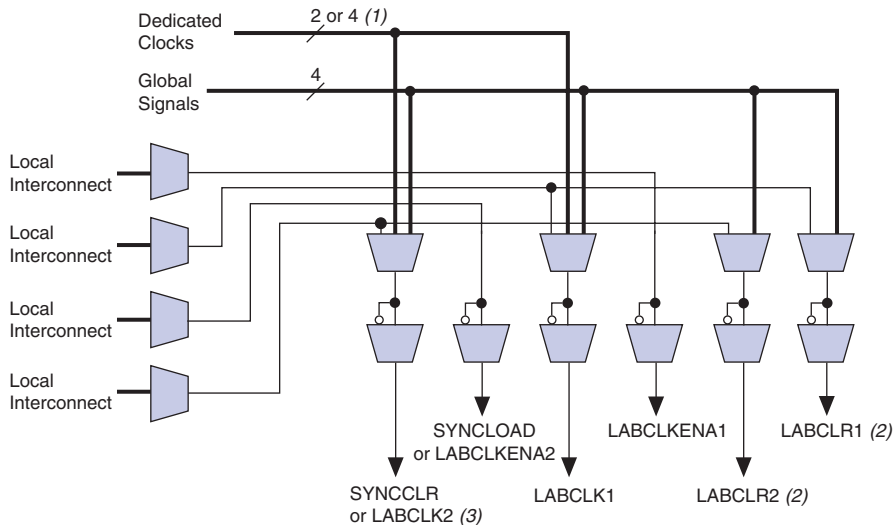 Dedicated
Clocks
2 or 4 (1)
Global
Signals
4
Local
Interconnect
Local
Interconnect
Local
Interconnect
Local
Interconnect
SYNCLOAD
or LABCLKENA2
LABCLKENA1
LABCLR1 (2)
SYNCCLR
or LABCLK2 (3)
LABCLK1
LABCLR2 (2)